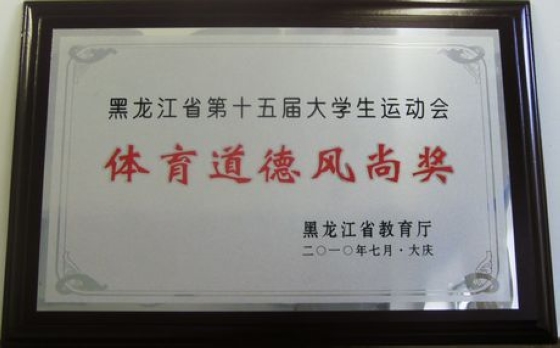 黑龙江省第十五届大学生运动会
体育道德风尚奖
黑龙江省教育厅
二〇一〇年七月·大庆